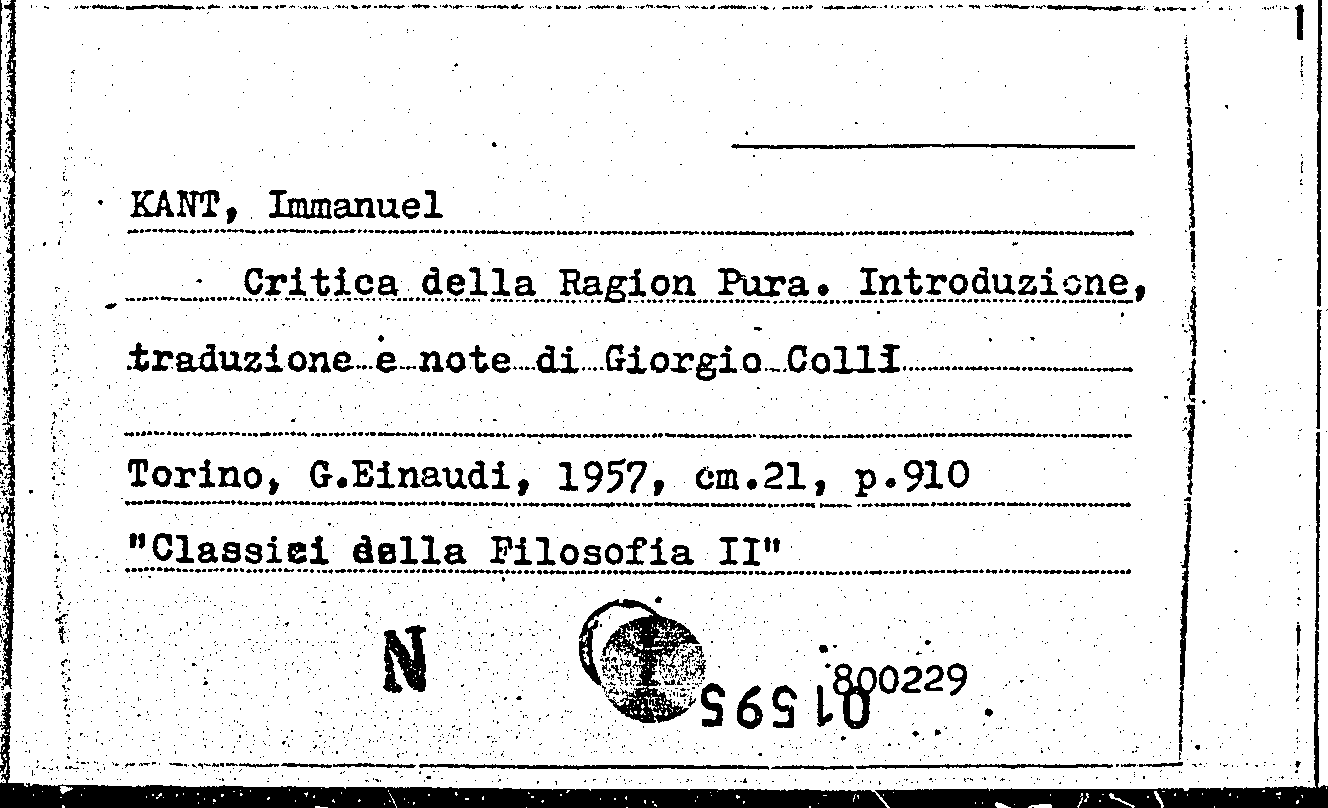 KANT, Immanuel
Critica della Ragion Pura. Introduzione,
traduzione e note di Giorgio Colli
Torino, G.Einaudi, 1957, cm.21, p.910
"Classici della Filosofia II"
N
800229
01595